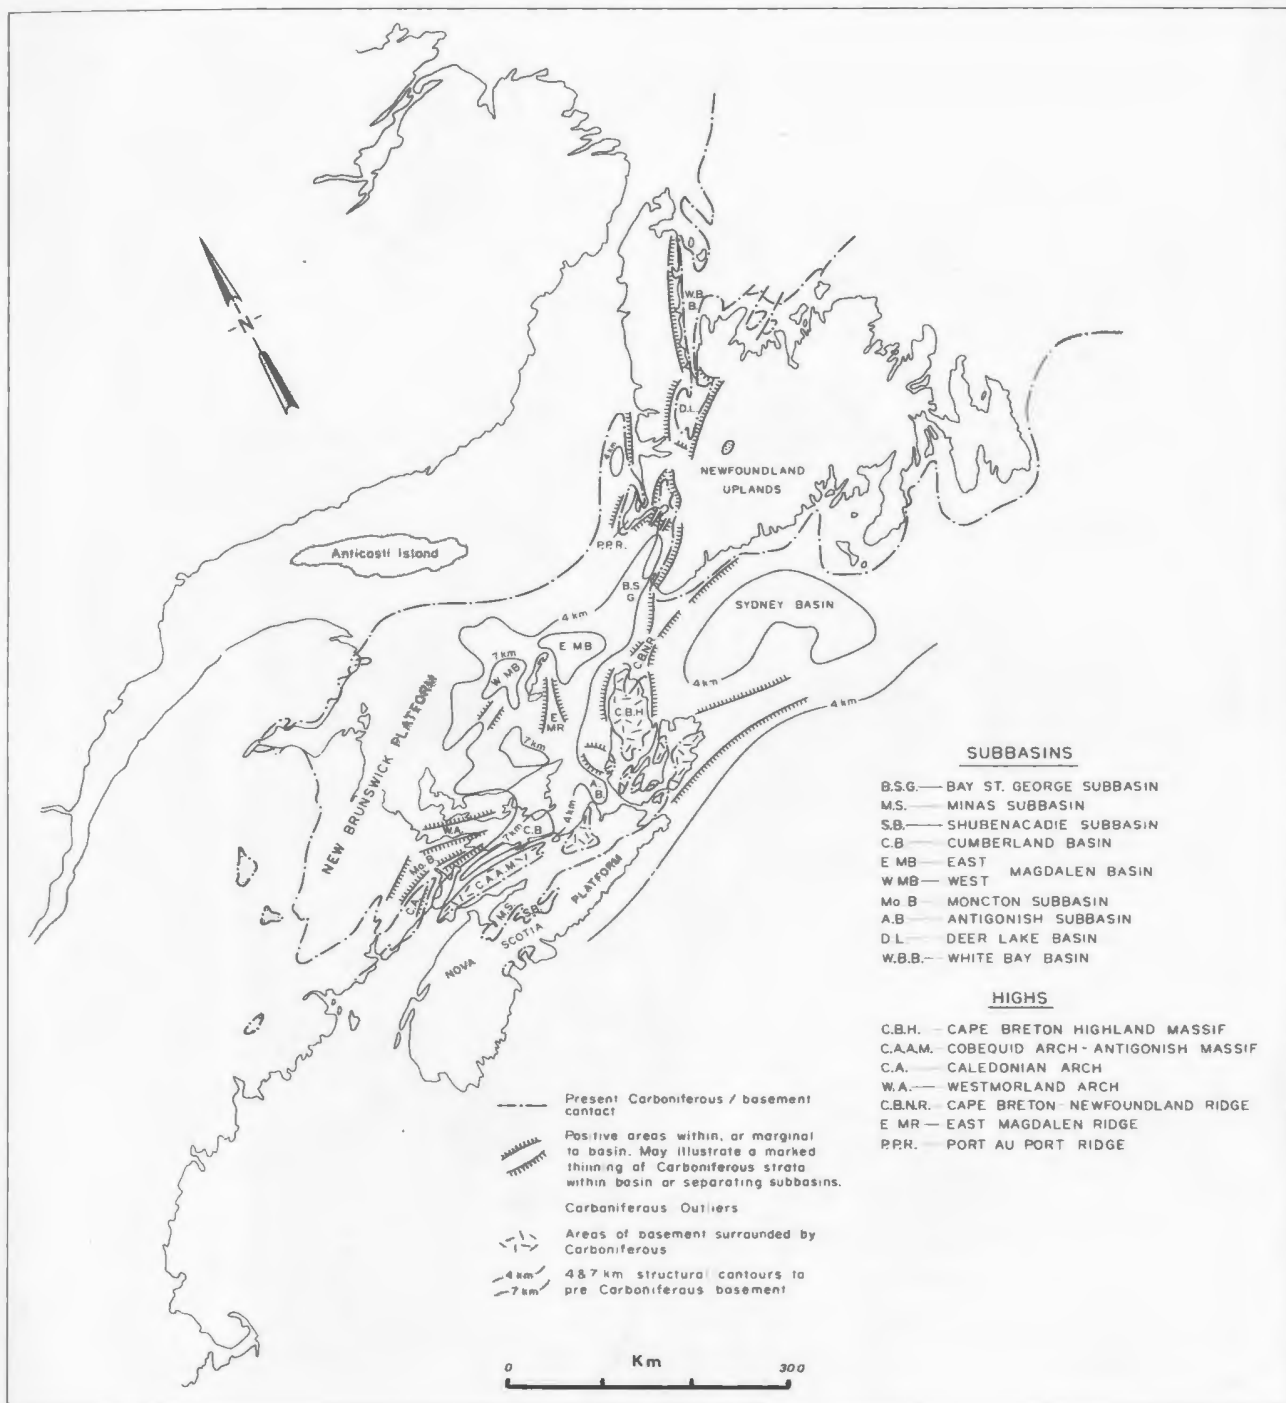 N
W.B.
B.
D.L.
4 km
NEWFOUNDLAND
UPLANDS
P.P.R.
Anticosti Island
B.S.
G
SYDNEY BASIN
4 km
E MB
7 km
W MB
C.B.N.R.
4 km
4 km
C.B.H.
E
MR
7 km
NEW BRUNSWICK PLATFORM
A.
B.
4 km
W.A.
7 km
C.B
Mo.B.
C.A.
C.A.A.M.
M.S.
S.B.
NOVA SCOTIA PLATFORM
SUBBASINS
B.S.G. — BAY ST. GEORGE SUBBASIN
M.S. — MINAS SUBBASIN
S.B. — SHUBENACADIE SUBBASIN
C.B — CUMBERLAND BASIN
E MB — EAST
MAGDALEN BASIN
W MB — WEST
Mo. B — MONCTON SUBBASIN
A.B — ANTIGONISH SUBBASIN
D L — DEER LAKE BASIN
W.B.B. — WHITE BAY BASIN
HIGHS
C.B.H. — CAPE BRETON HIGHLAND MASSIF
C.A.A.M. — COBEQUID ARCH - ANTIGONISH MASSIF
C.A. — CALEDONIAN ARCH
W.A. — WESTMORLAND ARCH
C.B.N.R. — CAPE BRETON - NEWFOUNDLAND RIDGE
E MR — EAST MAGDALEN RIDGE
P.P.R. — PORT AU PORT RIDGE
Present Carboniferous / basement
contact
Positive areas within, or marginal
to basin. May illustrate a marked
thinning of Carboniferous strata
within basin or separating subbasins.
Carboniferous Outliers
Areas of basement surrounded by
Carboniferous
4 km
7 km
4 & 7 km structural contours to
pre Carboniferous basement
Km
0 300